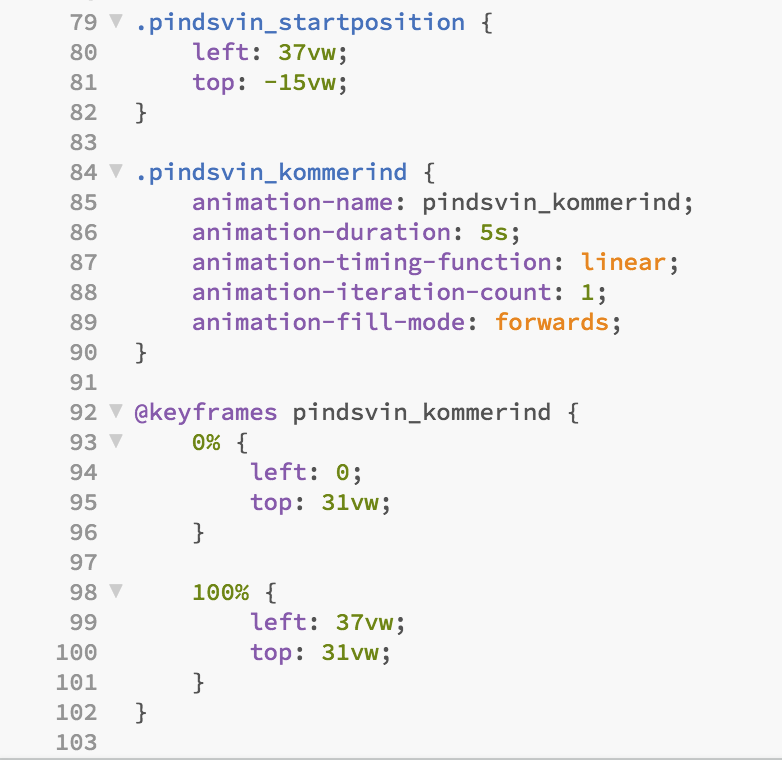 79 ▼ .pindsvin_startposition {
80 left: 37vw;
81 top: -15vw;
82 }
83
84 ▼ .pindsvin_kommerind {
85 animation-name: pindsvin_kommerind;
86 animation-duration: 5s;
87 animation-timing-function: linear;
88 animation-iteration-count: 1;
89 animation-fill-mode: forwards;
90 }
91
92 ▼ @keyframes pindsvin_kommerind {
93 ▼ 0% {
94 left: 0;
95 top: 31vw;
96 }
97
98 ▼ 100% {
99 left: 37vw;
100 top: 31vw;
101 }
102 }
103